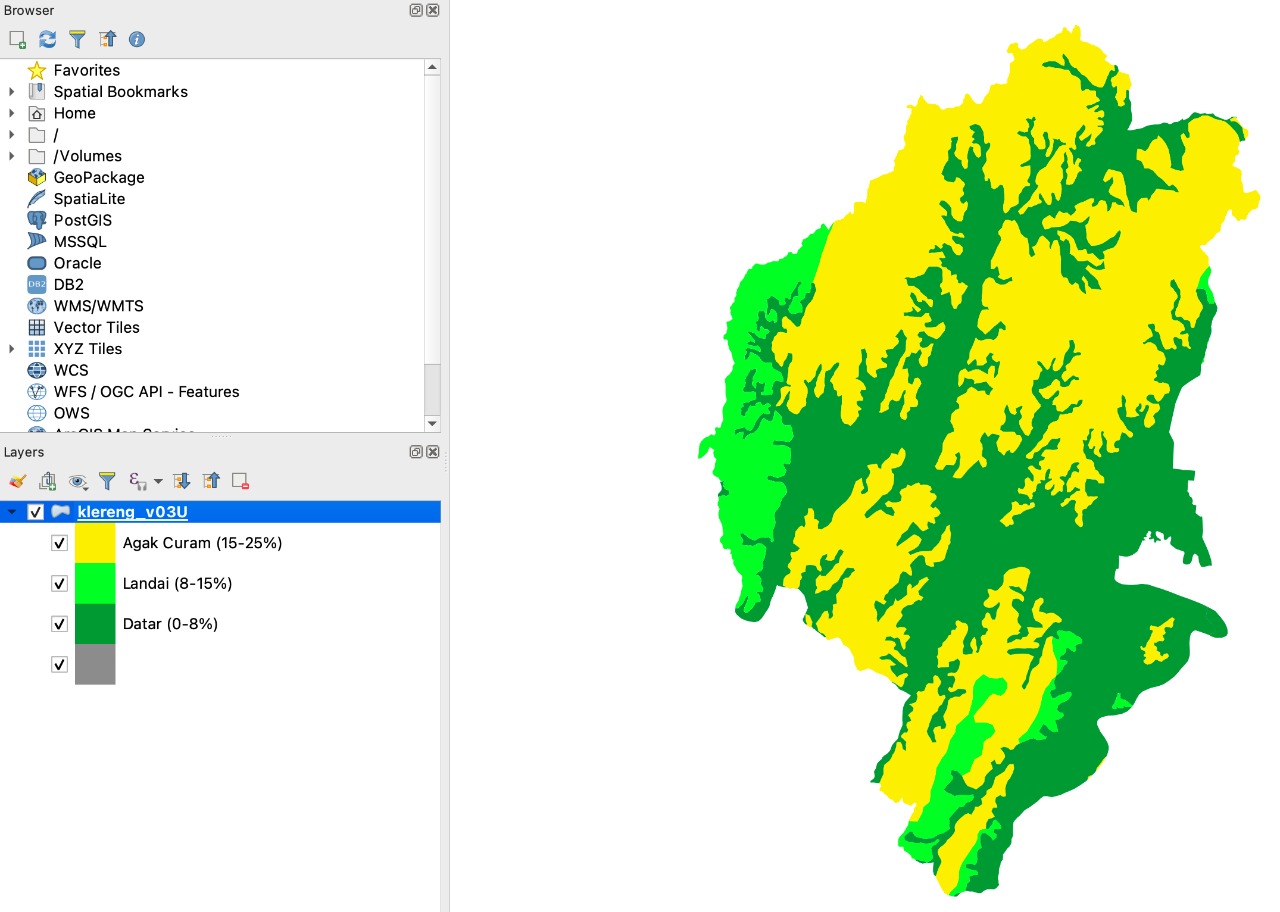 Browser
Favorites
Spatial Bookmarks
Home
/
/Volumes
GeoPackage
SpatiaLite
PostGIS
MSSQL
Oracle
DB2
DB2
WMS/WMTS
Vector Tiles
XYZ Tiles
WCS
WFS / OGC API - Features
OWS
Layers
klereng_v03U
Agak Curam (15-25%)
Landai (8-15%)
Datar (0-8%)